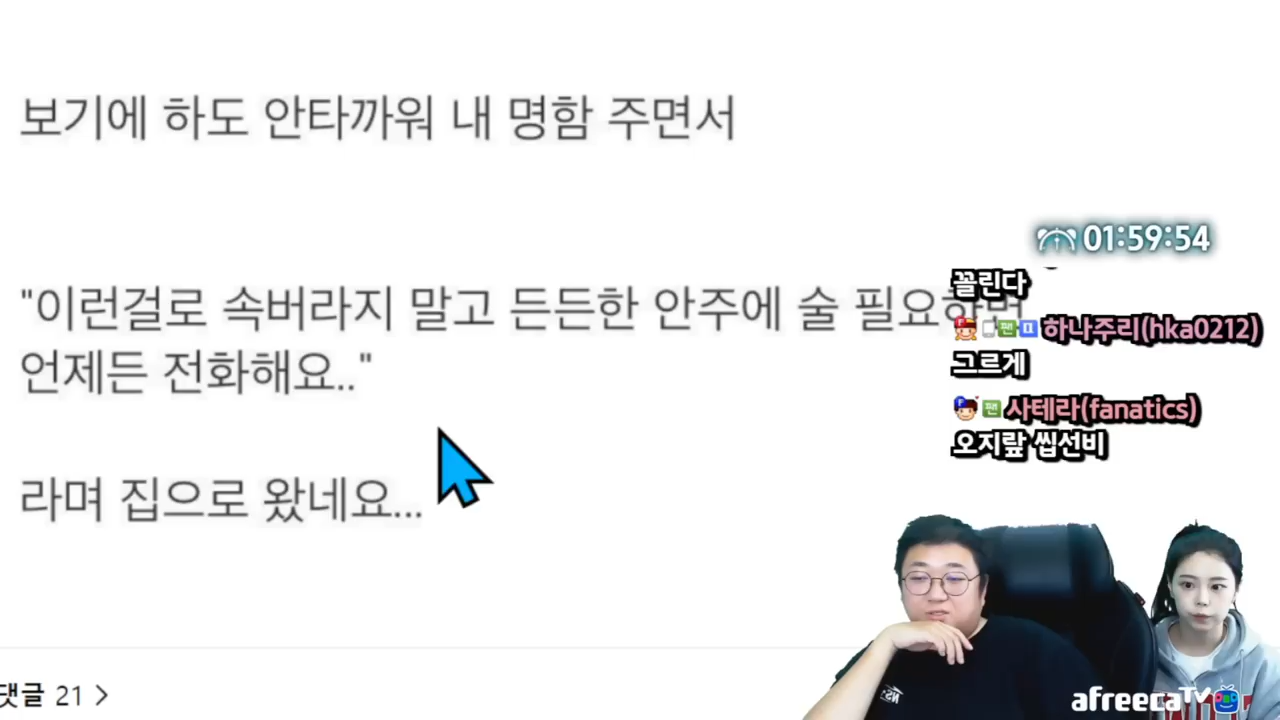 보기에 하도 안타까워 내 명함 주면서
01:59:54
꼴린다
"이런걸로 속버라지 말고 든든한 안주에 술 필요하면
하나주리(hka0212)
언제든 전화해요.."
그르게
사테라(fanatics)
오지랖 씹선비
라며 집으로 왔네요...
댓글 21 >
afreecaTV